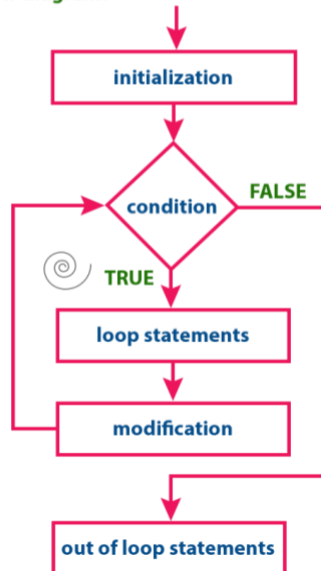 initialization
condition
FALSE
TRUE
loop statements
modification
out of loop statements